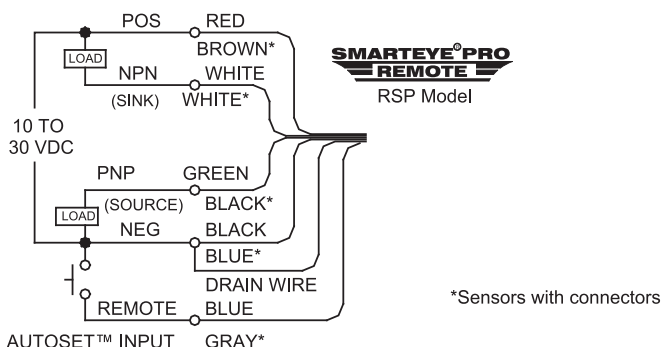 POS RED
BROWN*
LOAD
NPN WHITE
(SINK) WHITE*
10 TO
30 VDC
PNP GREEN
LOAD (SOURCE) BLACK*
NEG BLACK
BLUE*
DRAIN WIRE
REMOTE BLUE
AUTOSET™ INPUT GRAY*
SMARTEYE® PRO
REMOTE
RSP Model
*Sensors with connectors